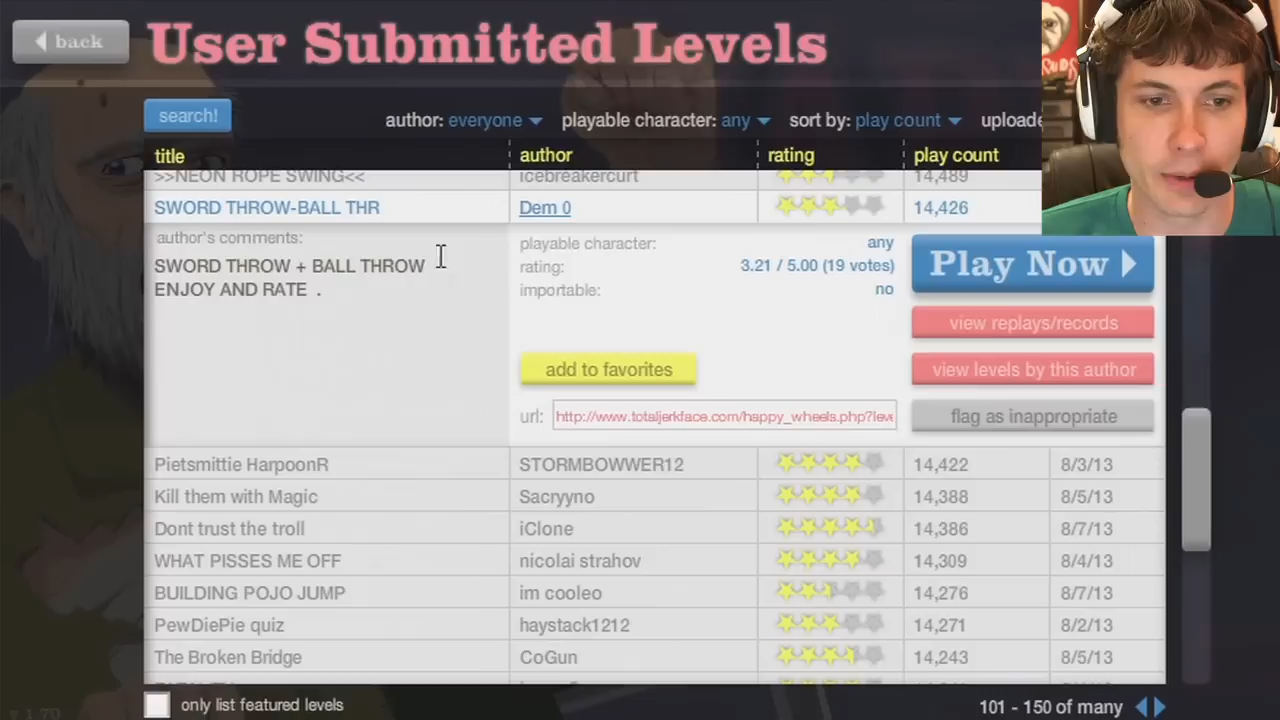 back
User Submitted Levels
search!
author: everyone
playable character: any
sort by: play count
title
author
rating
play count
>>NEON ROPE SWING<<
icebreakercurt
14,489
SWORD THROW-BALL THR
Dem 0
14,426
author's comments:
SWORD THROW + BALL THROW
ENJOY AND RATE .
playable character: any
rating: 3.21 / 5.00 (19 votes)
importable: no
Play Now
view replays/records
add to favorites
view levels by this author
url: http://www.totaljerkface.com/happy_wheels.php?lev
flag as inappropriate
Pietsmittie HarpoonR STORMBOWWER12 14,422 8/3/13
Kill them with Magic Sacryyno 14,388 8/5/13
Dont trust the troll iClone 14,386 8/7/13
WHAT PISSES ME OFF nicolai strahov 14,309 8/4/13
BUILDING POJO JUMP im cooleo 14,276 8/7/13
PewDiePie quiz haystack1212 14,271 8/2/13
The Broken Bridge CoGun 14,243 8/5/13
only list featured levels
101 - 150 of many